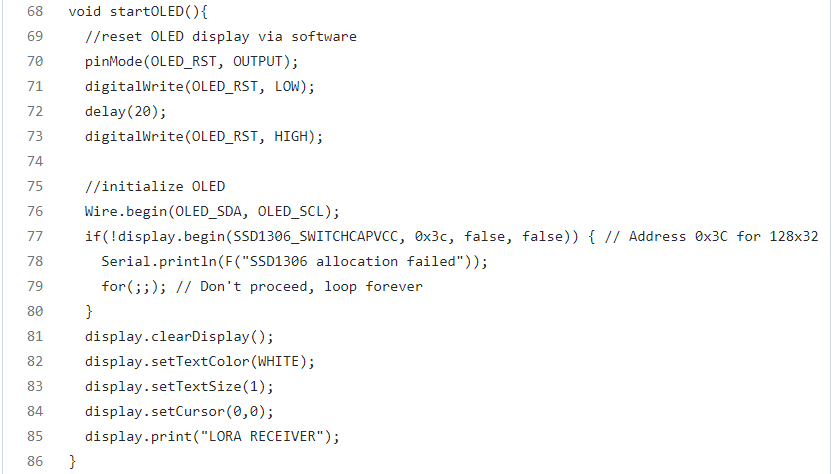 68 void startOLED(){
69   //reset OLED display via software
70   pinMode(OLED_RST, OUTPUT);
71   digitalWrite(OLED_RST, LOW);
72   delay(20);
73   digitalWrite(OLED_RST, HIGH);
74
75   //initialize OLED
76   Wire.begin(OLED_SDA, OLED_SCL);
77   if(!display.begin(SSD1306_SWITCHCAPVCC, 0x3c, false, false)) { // Address 0x3C for 128x32
78     Serial.println(F("SSD1306 allocation failed"));
79     for(;;); // Don't proceed, loop forever
80   }
81   display.clearDisplay();
82   display.setTextColor(WHITE);
83   display.setTextSize(1);
84   display.setCursor(0,0);
85   display.print("LORA RECEIVER");
86 }